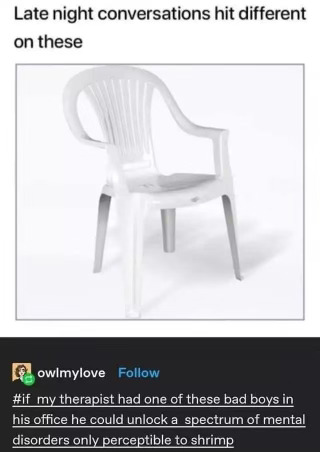 Late night conversations hit different
on these
owlmylove Follow
#if my therapist had one of these bad boys in
his office he could unlock a spectrum of mental
disorders only perceptible to shrimp